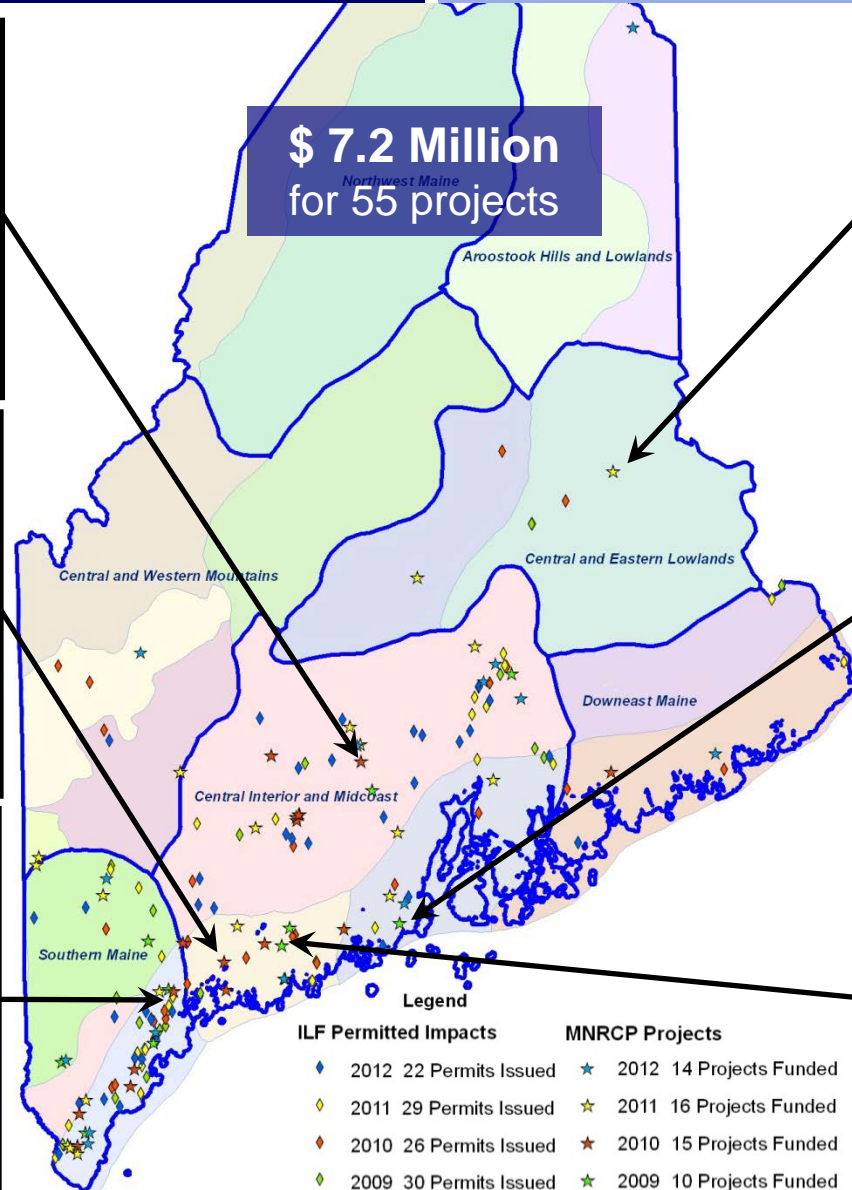 $ 7.2 Million
Northwest Maine
for 55 projects
Aroostook Hills and Lowlands
Central and Eastern Lowlands
Central and Western Mountains
Downeast Maine
Central Interior and Midcoast
Southern Maine
Legend
ILF Permitted Impacts
2012 22 Permits Issued
2011 29 Permits Issued
2010 26 Permits Issued
2009 30 Permits Issued
MNRCP Projects
2012 14 Projects Funded
2011 16 Projects Funded
2010 15 Projects Funded
2009 10 Projects Funded